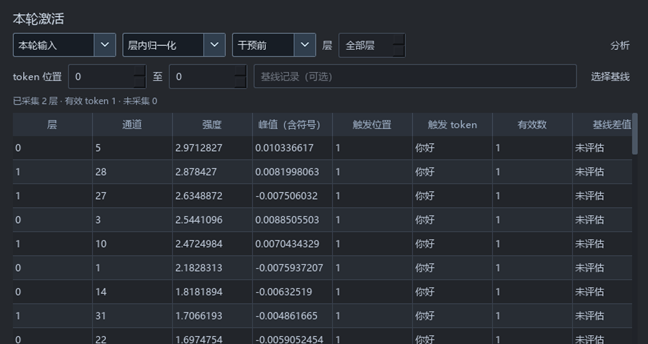 本轮激活
本轮输入 层内归一化 干预前 层 全部层 分析
token 位置 0 至 0 基线记录（可选） 选择基线
已采集 2 层 · 有效 token 1 · 未采集 0
层 通道 强度 峰值（含符号） 触发位置 触发 token 有效数 基线差值
0 5 2.9712827 0.010336617 1 你好 1 未评估
1 28 2.878427 0.0081998063 1 你好 1 未评估
1 27 2.6348872 -0.007506032 1 你好 1 未评估
0 3 2.5441096 0.0088505503 1 你好 1 未评估
1 10 2.4724984 0.0070434329 1 你好 1 未评估
0 1 2.1828313 -0.0075937207 1 你好 1 未评估
0 14 1.8181894 -0.00632519 1 你好 1 未评估
1 31 1.7066193 -0.004861665 1 你好 1 未评估
0 22 1.6974754 -0.0059052454 1 你好 1 未评估